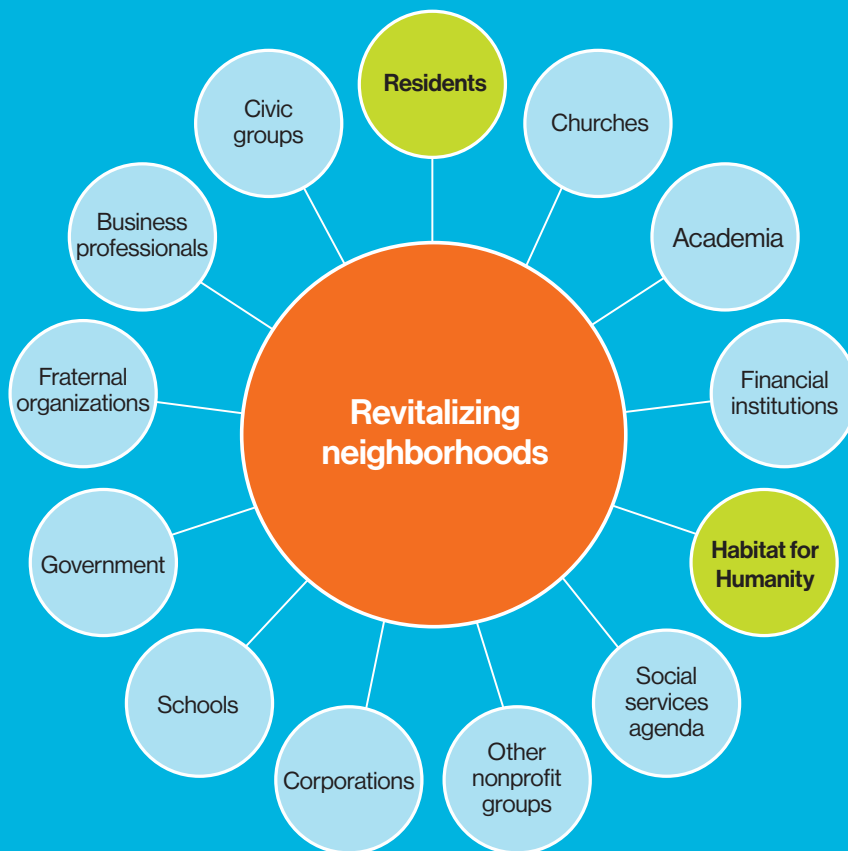 Residents
Churches
Academia
Financial
institutions
Habitat for
Humanity
Social
services
agenda
Other
nonprofit
groups
Corporations
Schools
Government
Fraternal
organizations
Business
professionals
Civic
groups
Revitalizing
neighborhoods